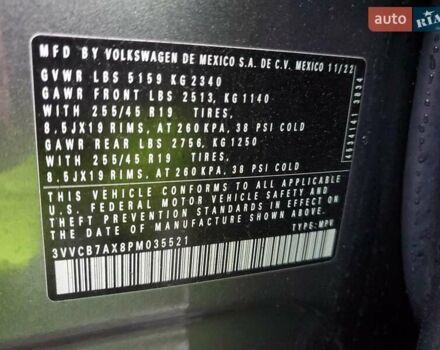 AUTO
RIA
MFD BY VOLKSWAGEN DE MEXICO S.A. DE C.V. MEXICO 11/22
GVWR LBS 5159 KG 2340
GAWR FRONT LBS 2513, KG 1140
WITH 255/45 R19 TIRES,
8.5JX19 RIMS, AT 260 KPA, 38 PSI COLD
GAWR REAR LBS 2756, KG 1250
WITH 255/45 R19 TIRES,
8.5JX19 RIMS, AT 260 KPA, 38 PSI COLD
THIS VEHICLE CONFORMS TO ALL APPLICABLE
U.S. FEDERAL MOTOR VEHICLE SAFETY AND
THEFT PREVENTION STANDARDS IN EFFECT ON
THE DATE OF MANUFACTURE SHOWN ABOVE.
3VVCB7AX8PM035521 TYPE: MPV